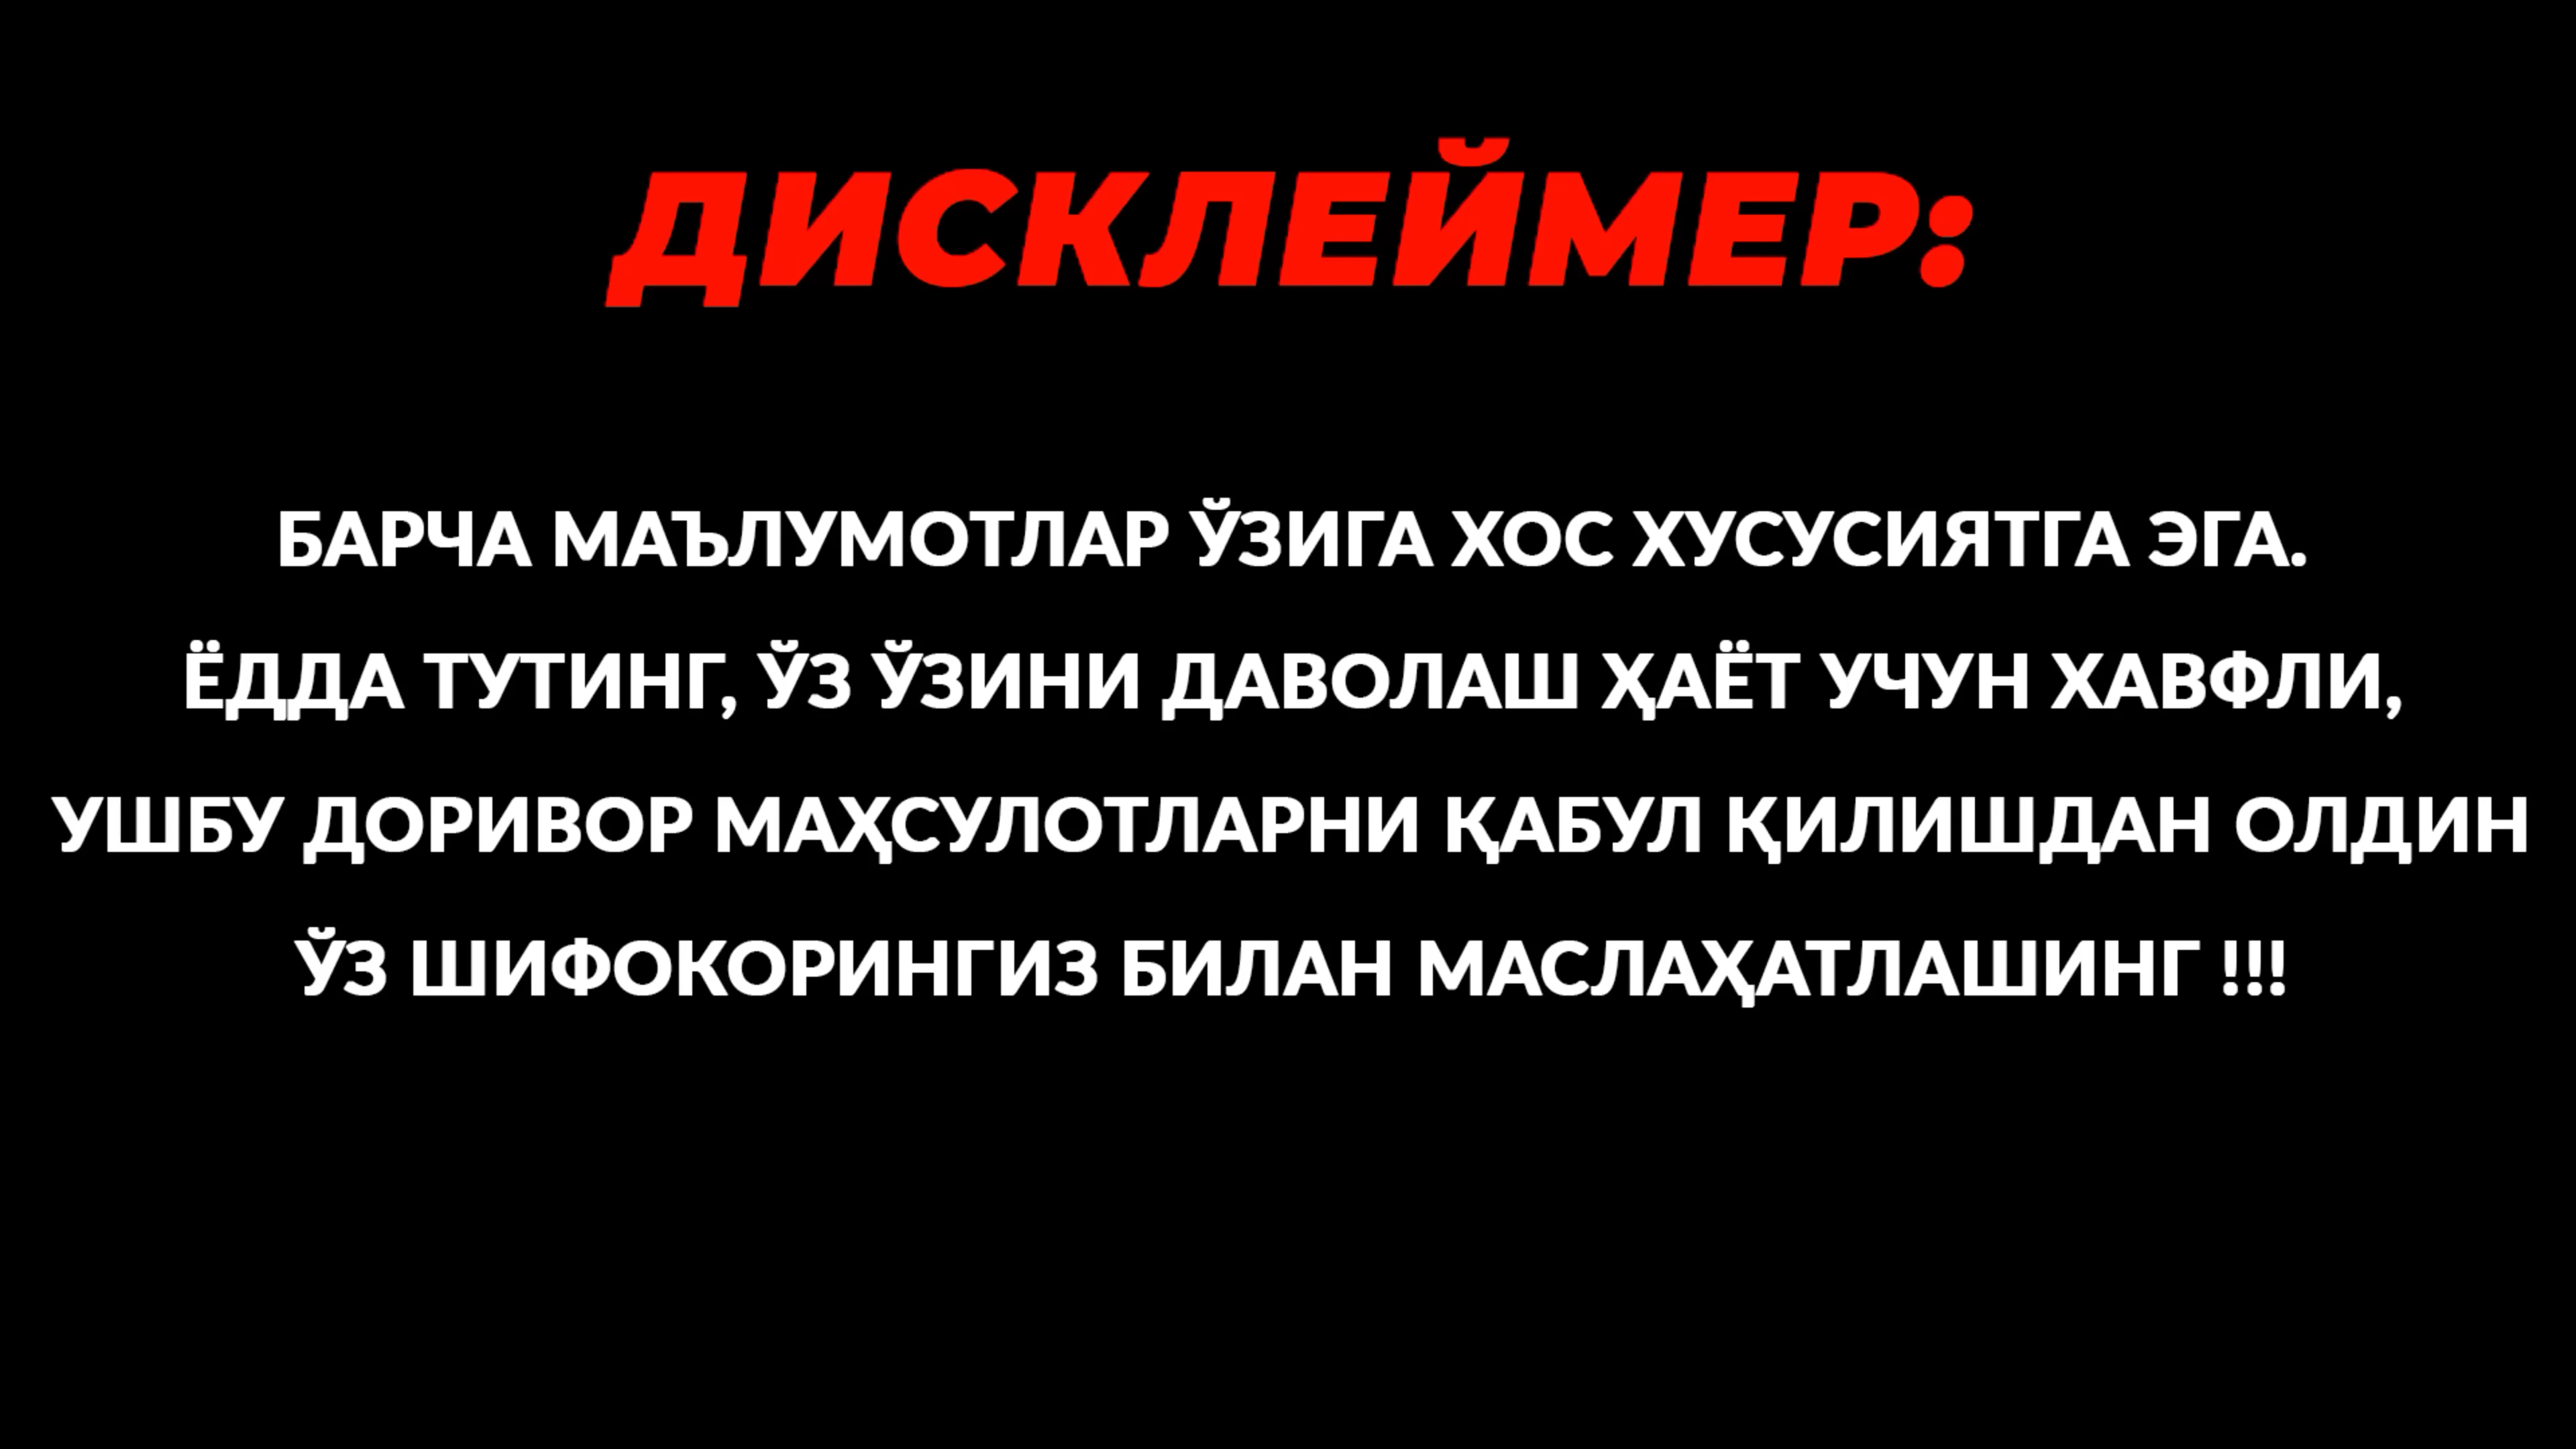 ДИСКЛЕЙМЕР:
БАРЧА МАЪЛУМОТЛАР ЎЗИГА ХОС ХУСУСИЯТГА ЭГА.
ЁДДА ТУТИНГ, ЎЗ ЎЗИНИ ДАВОЛАШ ҲАЁТ УЧУН ХАВФЛИ,
УШБУ ДОРИВОР МАҲСУЛОТЛАРНИ ҚАБУЛ ҚИЛИШДАН ОЛДИН
ЎЗ ШИФОКОРИНГИЗ БИЛАН МАСЛАҲАТЛАШИНГ !!!